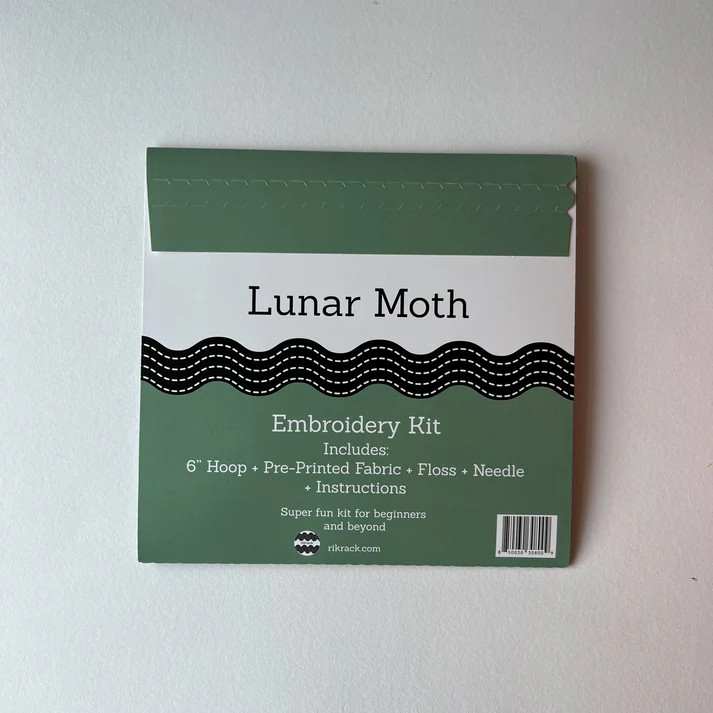 Lunar Moth
Embroidery Kit
Includes:
6" Hoop + Pre-Printed Fabric + Floss + Needle
+ Instructions
Super fun kit for beginners
and beyond
rikrack.com